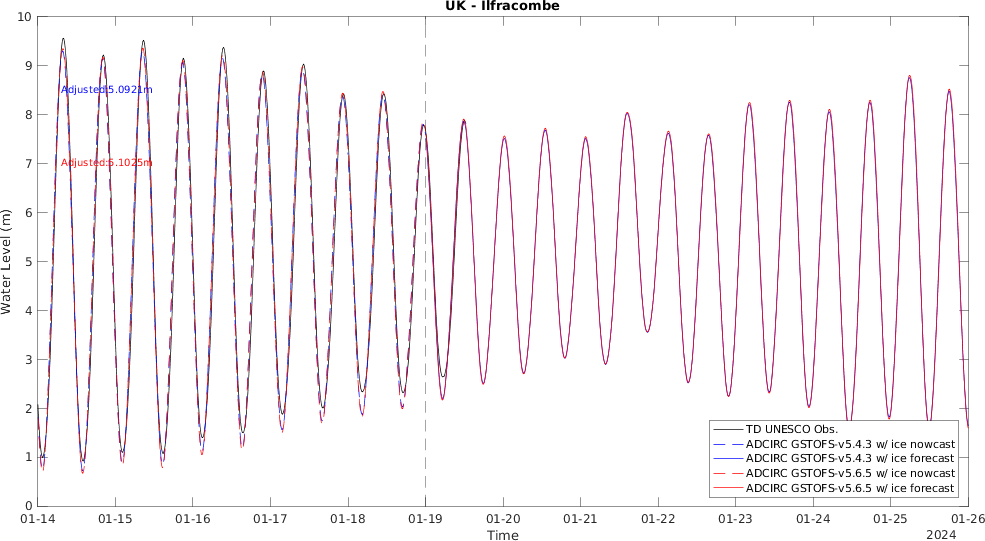 UK - Ilfracombe
10
9
8
7
6
5
4
3
2
1
0
Water Level (m)
Adjusted:5.0921m
Adjusted:5.1025m
TD UNESCO Obs.
ADCIRC GSTOFS-v5.4.3 w/ ice nowcast
ADCIRC GSTOFS-v5.4.3 w/ ice forecast
ADCIRC GSTOFS-v5.6.5 w/ ice nowcast
ADCIRC GSTOFS-v5.6.5 w/ ice forecast
01-14 01-15 01-16 01-17 01-18 01-19 01-20 01-21 01-22 01-23 01-24 01-25 01-26
Time
2024